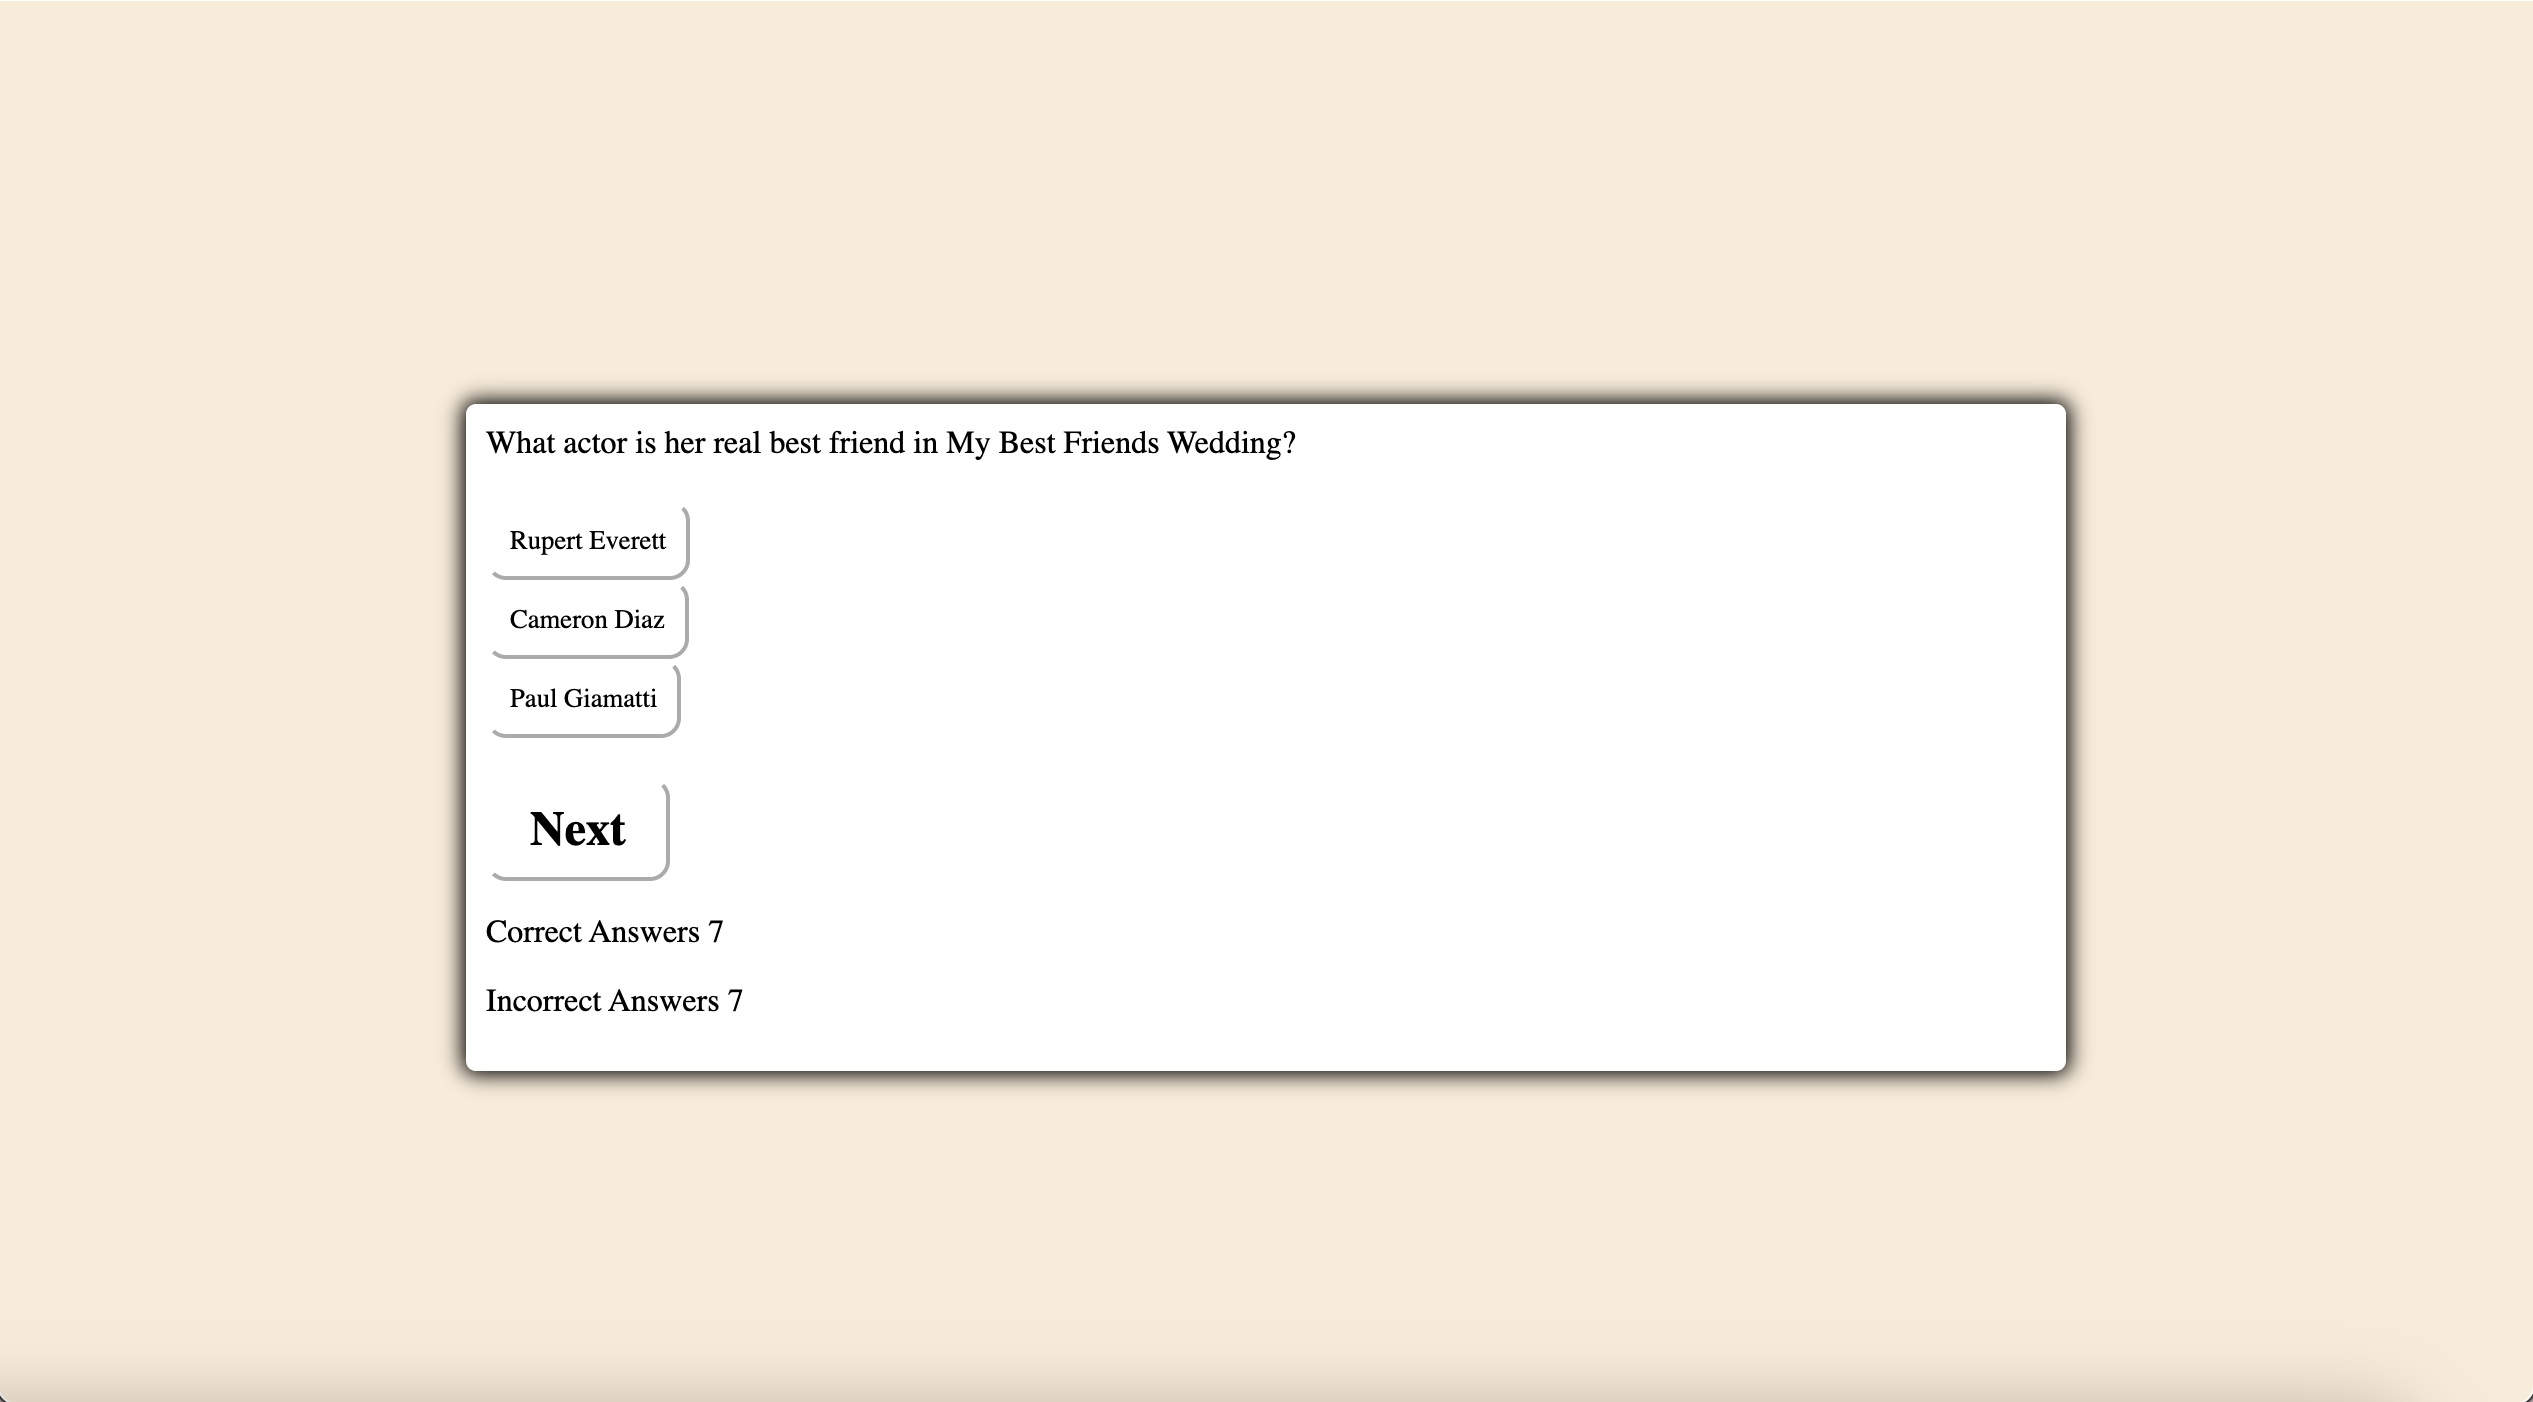 What actor is her real best friend in My Best Friends Wedding?
Rupert Everett
Cameron Diaz
Paul Giamatti
Next
Correct Answers 7
Incorrect Answers 7